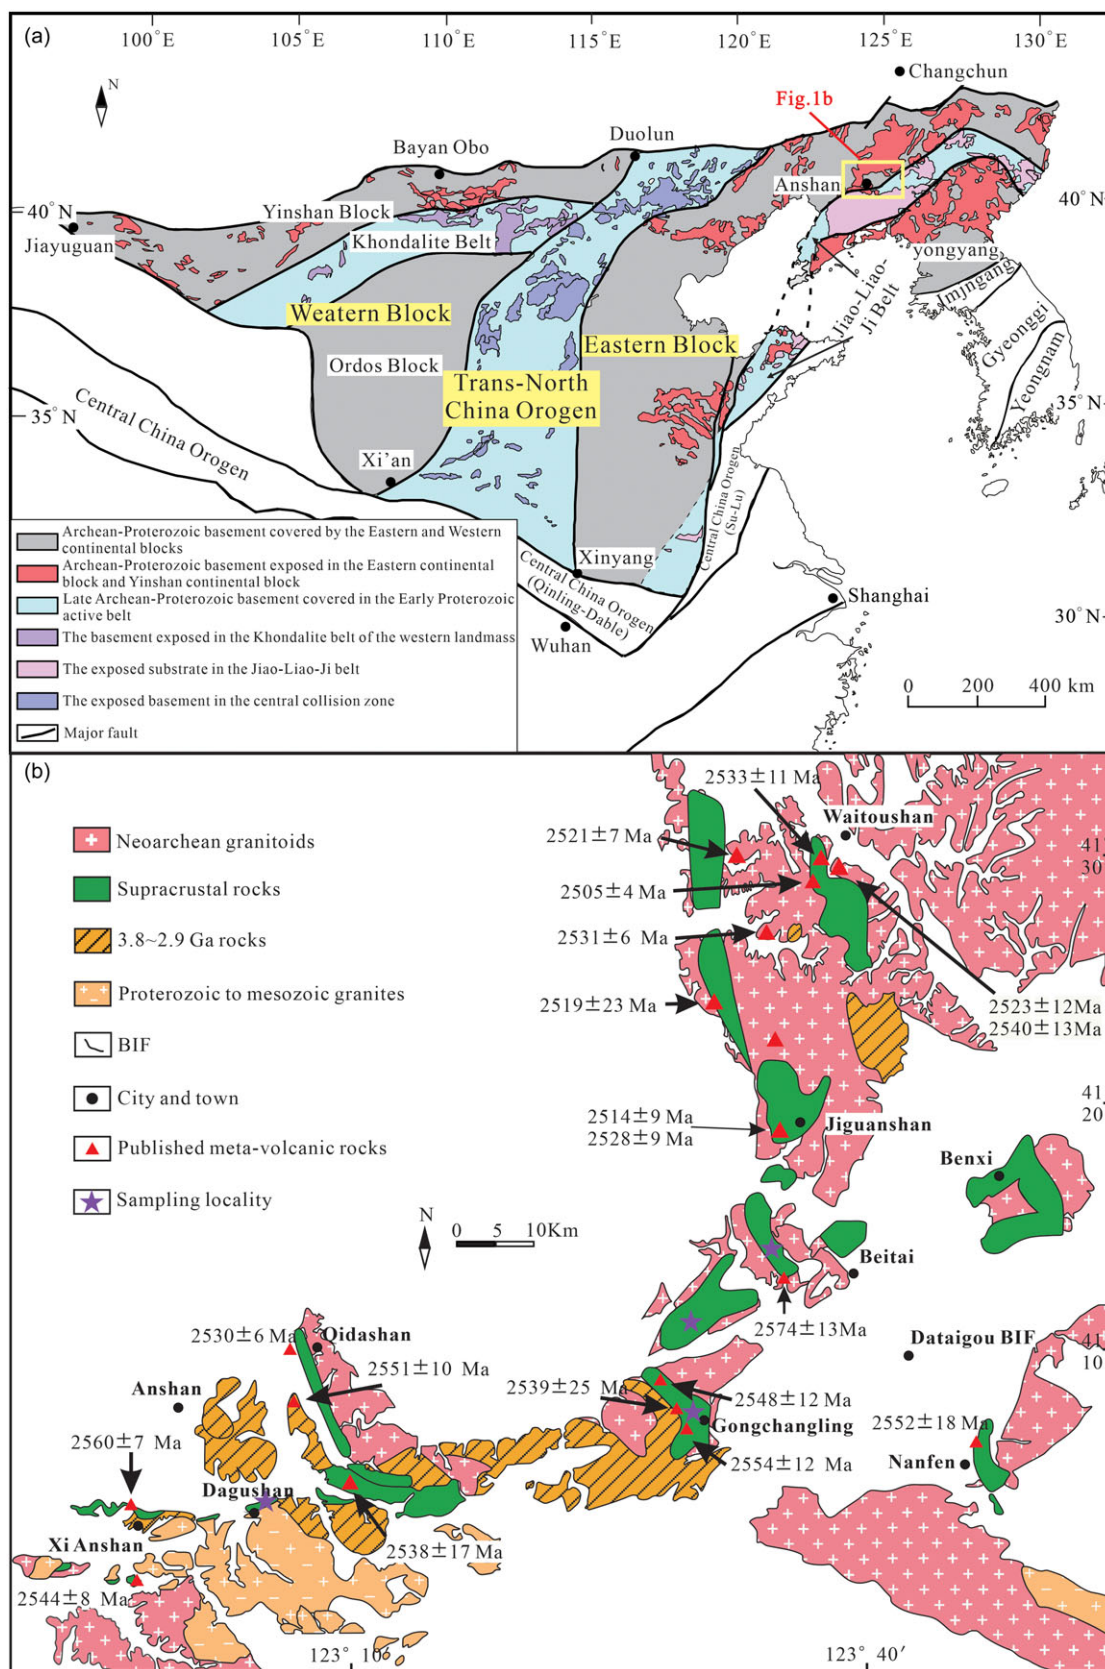 (a)
100°E 105°E 110°E 115°E 120°E 125°E 130°E
N
Changchun
Fig.1b
Duolun
Bayan Obo
Anshan
40°N
40°N
Yinshan Block
Jiayuguan
Khondalite Belt
yongyang
Imjngang
Jiao-Liao-
Ji Belt
Weatern Block
Gyeonggi
Eastern Block
Ordos Block
Yeongnam
Trans-North
China Orogen
35°N
35°N
Central China Orogen
Xi'an
Central China Orogen
(Su-Lu)
Archean-Proterozoic basement covered by the Eastern and Western
continental blocks
Archean-Proterozoic basement exposed in the Eastern continental
block and Yinshan continental block
Late Archean-Proterozoic basement covered in the Early Proterozoic
active belt
The basement exposed in the Khondalite belt of the western landmass
The exposed substrate in the Jiao-Liao-Ji belt
The exposed basement in the central collision zone
Major fault
Xinyang
Central China Orogen
(Qinling-Dable)
Shanghai
30°N
Wuhan
0 200 400 km
(b)
Neoarchean granitoids
Supracrustal rocks
3.8~2.9 Ga rocks
Proterozoic to mesozoic granites
BIF
City and town
Published meta-volcanic rocks
Sampling locality
N
0 5 10Km
2533±11 Ma
Waitoushan
2521±7 Ma
41
30
2505±4 Ma
2531±6 Ma
2519±23 Ma
2523±12Ma
2540±13Ma
41
20
2514±9 Ma
2528±9 Ma
Jiguanshan
Benxi
Beitai
2574±13Ma
2530±6 Ma
Qidashan
Dataigou BIF
41
10
2551±10 Ma
2539±25 Ma
2548±12 Ma
Anshan
Gongchangling
2552±18 Ma
2560±7 Ma
2554±12 Ma
Nanfen
Dagushan
Xi Anshan
2538±17 Ma
2544±8 Ma
123° 10′
123° 40′